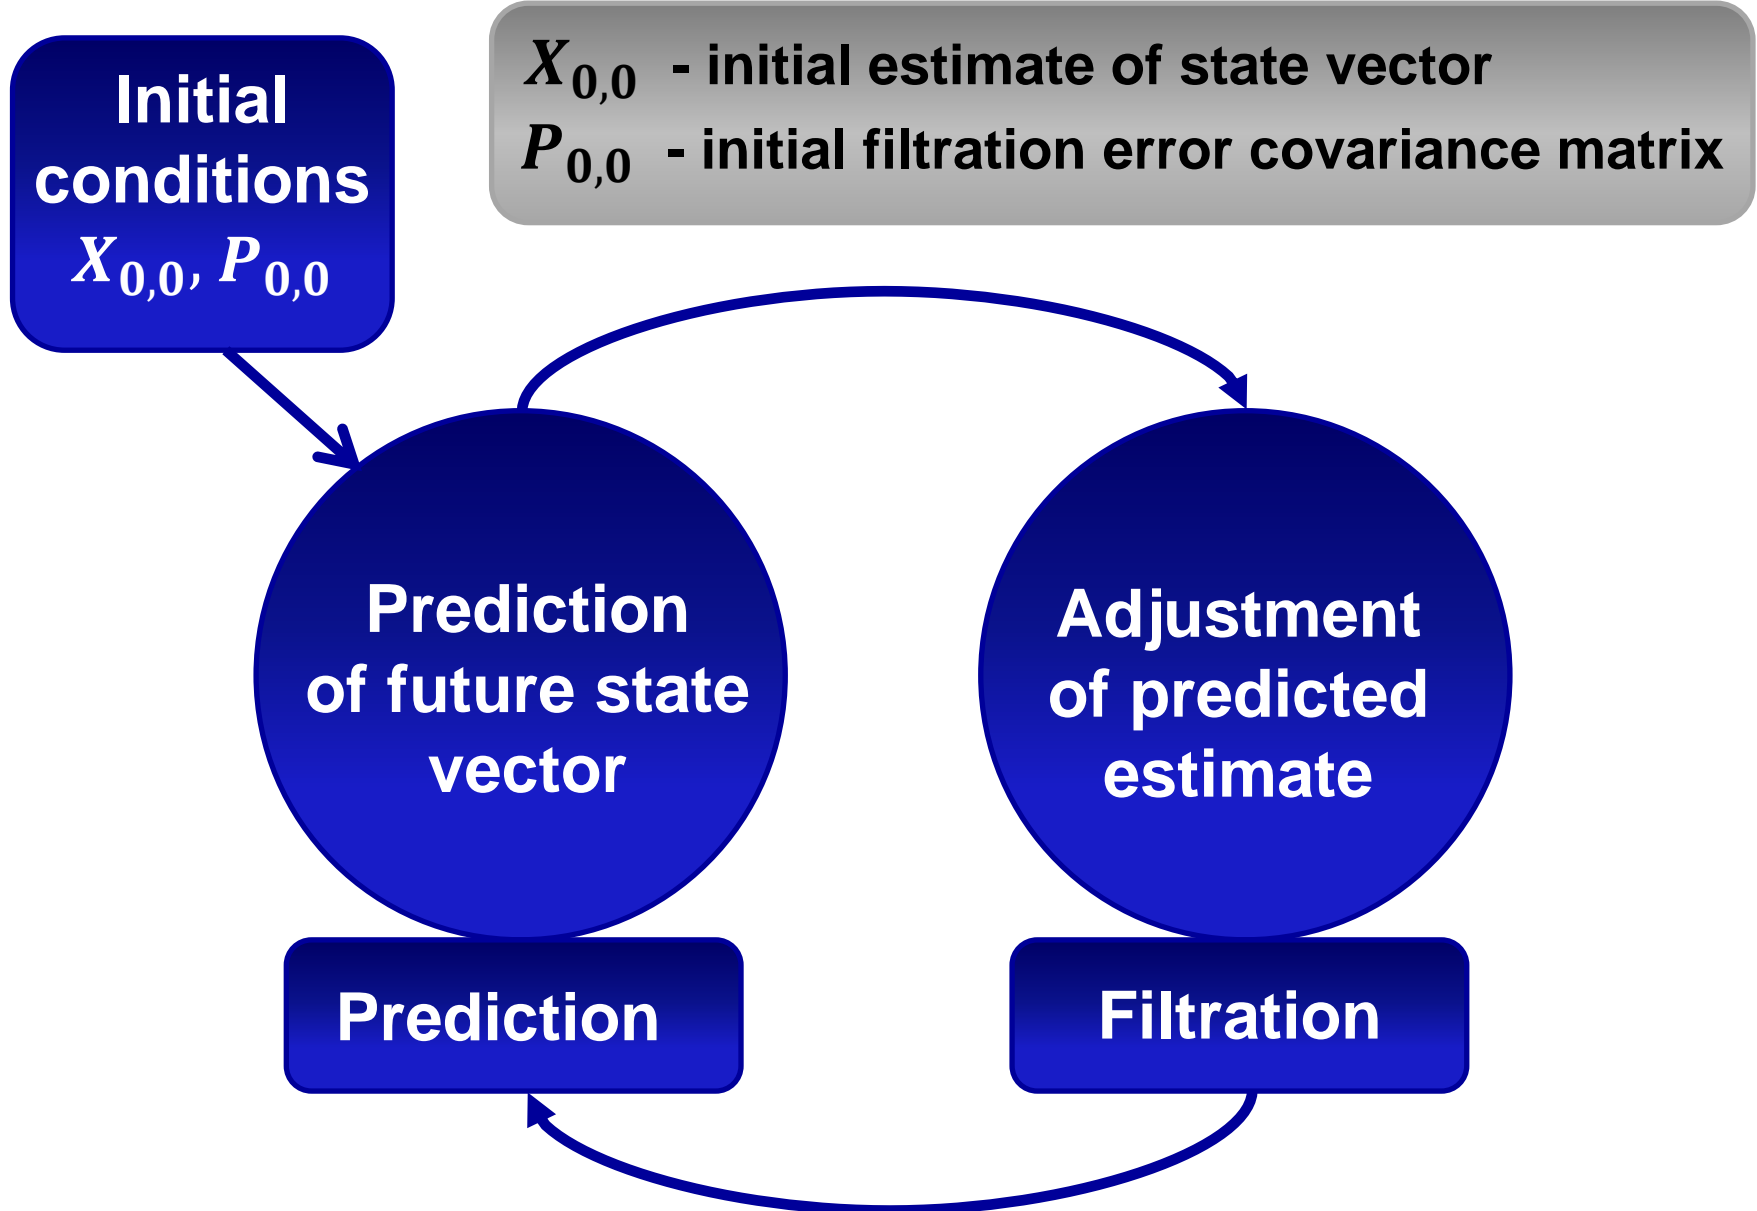 Initial
conditions
X0,0, P0,0
X0,0 - initial estimate of state vector
P0,0 - initial filtration error covariance matrix
Prediction
of future state
vector
Adjustment
of predicted
estimate
Prediction
Filtration